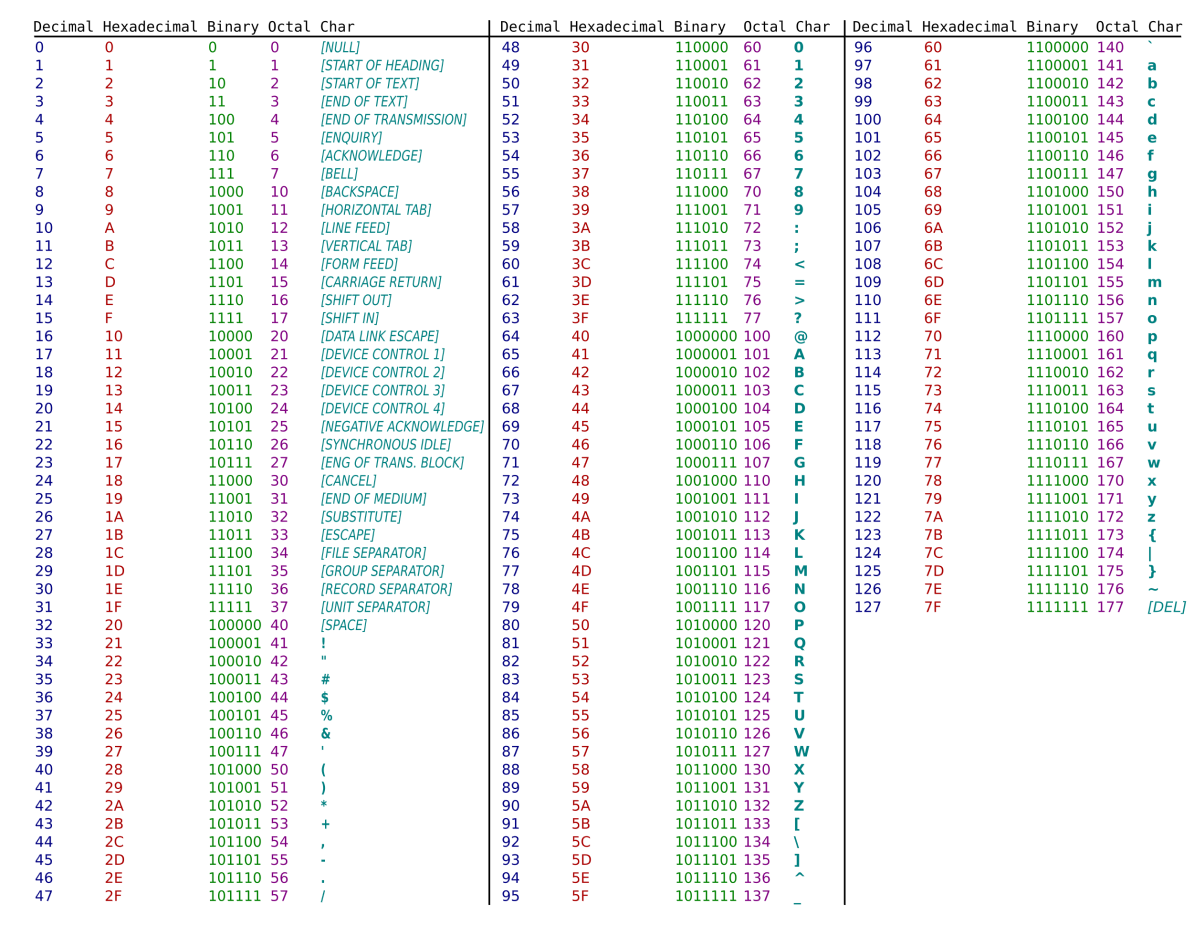 Decimal Hexadecimal Binary Octal Char
0 0 0 0 [NULL]
1 1 1 1 [START OF HEADING]
2 2 10 2 [START OF TEXT]
3 3 11 3 [END OF TEXT]
4 4 100 4 [END OF TRANSMISSION]
5 5 101 5 [ENQUIRY]
6 6 110 6 [ACKNOWLEDGE]
7 7 111 7 [BELL]
8 8 1000 10 [BACKSPACE]
9 9 1001 11 [HORIZONTAL TAB]
10 A 1010 12 [LINE FEED]
11 B 1011 13 [VERTICAL TAB]
12 C 1100 14 [FORM FEED]
13 D 1101 15 [CARRIAGE RETURN]
14 E 1110 16 [SHIFT OUT]
15 F 1111 17 [SHIFT IN]
16 10 10000 20 [DATA LINK ESCAPE]
17 11 10001 21 [DEVICE CONTROL 1]
18 12 10010 22 [DEVICE CONTROL 2]
19 13 10011 23 [DEVICE CONTROL 3]
20 14 10100 24 [DEVICE CONTROL 4]
21 15 10101 25 [NEGATIVE ACKNOWLEDGE]
22 16 10110 26 [SYNCHRONOUS IDLE]
23 17 10111 27 [ENG OF TRANS. BLOCK]
24 18 11000 30 [CANCEL]
25 19 11001 31 [END OF MEDIUM]
26 1A 11010 32 [SUBSTITUTE]
27 1B 11011 33 [ESCAPE]
28 1C 11100 34 [FILE SEPARATOR]
29 1D 11101 35 [GROUP SEPARATOR]
30 1E 11110 36 [RECORD SEPARATOR]
31 1F 11111 37 [UNIT SEPARATOR]
32 20 100000 40 [SPACE]
33 21 100001 41 !
34 22 100010 42 "
35 23 100011 43 #
36 24 100100 44 $
37 25 100101 45 %
38 26 100110 46 &
39 27 100111 47 '
40 28 101000 50 (
41 29 101001 51 )
42 2A 101010 52 *
43 2B 101011 53 +
44 2C 101100 54 ,
45 2D 101101 55 -
46 2E 101110 56 .
47 2F 101111 57 /
Decimal Hexadecimal Binary Octal Char
48 30 110000 60 0
49 31 110001 61 1
50 32 110010 62 2
51 33 110011 63 3
52 34 110100 64 4
53 35 110101 65 5
54 36 110110 66 6
55 37 110111 67 7
56 38 111000 70 8
57 39 111001 71 9
58 3A 111010 72 :
59 3B 111011 73 ;
60 3C 111100 74 <
61 3D 111101 75 =
62 3E 111110 76 >
63 3F 111111 77 ?
64 40 1000000 100 @
65 41 1000001 101 A
66 42 1000010 102 B
67 43 1000011 103 C
68 44 1000100 104 D
69 45 1000101 105 E
70 46 1000110 106 F
71 47 1000111 107 G
72 48 1001000 110 H
73 49 1001001 111 I
74 4A 1001010 112 J
75 4B 1001011 113 K
76 4C 1001100 114 L
77 4D 1001101 115 M
78 4E 1001110 116 N
79 4F 1001111 117 O
80 50 1010000 120 P
81 51 1010001 121 Q
82 52 1010010 122 R
83 53 1010011 123 S
84 54 1010100 124 T
85 55 1010101 125 U
86 56 1010110 126 V
87 57 1010111 127 W
88 58 1011000 130 X
89 59 1011001 131 Y
90 5A 1011010 132 Z
91 5B 1011011 133 [
92 5C 1011100 134 \
93 5D 1011101 135 ]
94 5E 1011110 136 ^
95 5F 1011111 137 _
Decimal Hexadecimal Binary Octal Char
96 60 1100000 140 `
97 61 1100001 141 a
98 62 1100010 142 b
99 63 1100011 143 c
100 64 1100100 144 d
101 65 1100101 145 e
102 66 1100110 146 f
103 67 1100111 147 g
104 68 1101000 150 h
105 69 1101001 151 i
106 6A 1101010 152 j
107 6B 1101011 153 k
108 6C 1101100 154 l
109 6D 1101101 155 m
110 6E 1101110 156 n
111 6F 1101111 157 o
112 70 1110000 160 p
113 71 1110001 161 q
114 72 1110010 162 r
115 73 1110011 163 s
116 74 1110100 164 t
117 75 1110101 165 u
118 76 1110110 166 v
119 77 1110111 167 w
120 78 1111000 170 x
121 79 1111001 171 y
122 7A 1111010 172 z
123 7B 1111011 173 {
124 7C 1111100 174 |
125 7D 1111101 175 }
126 7E 1111110 176 ~
127 7F 1111111 177 [DEL]